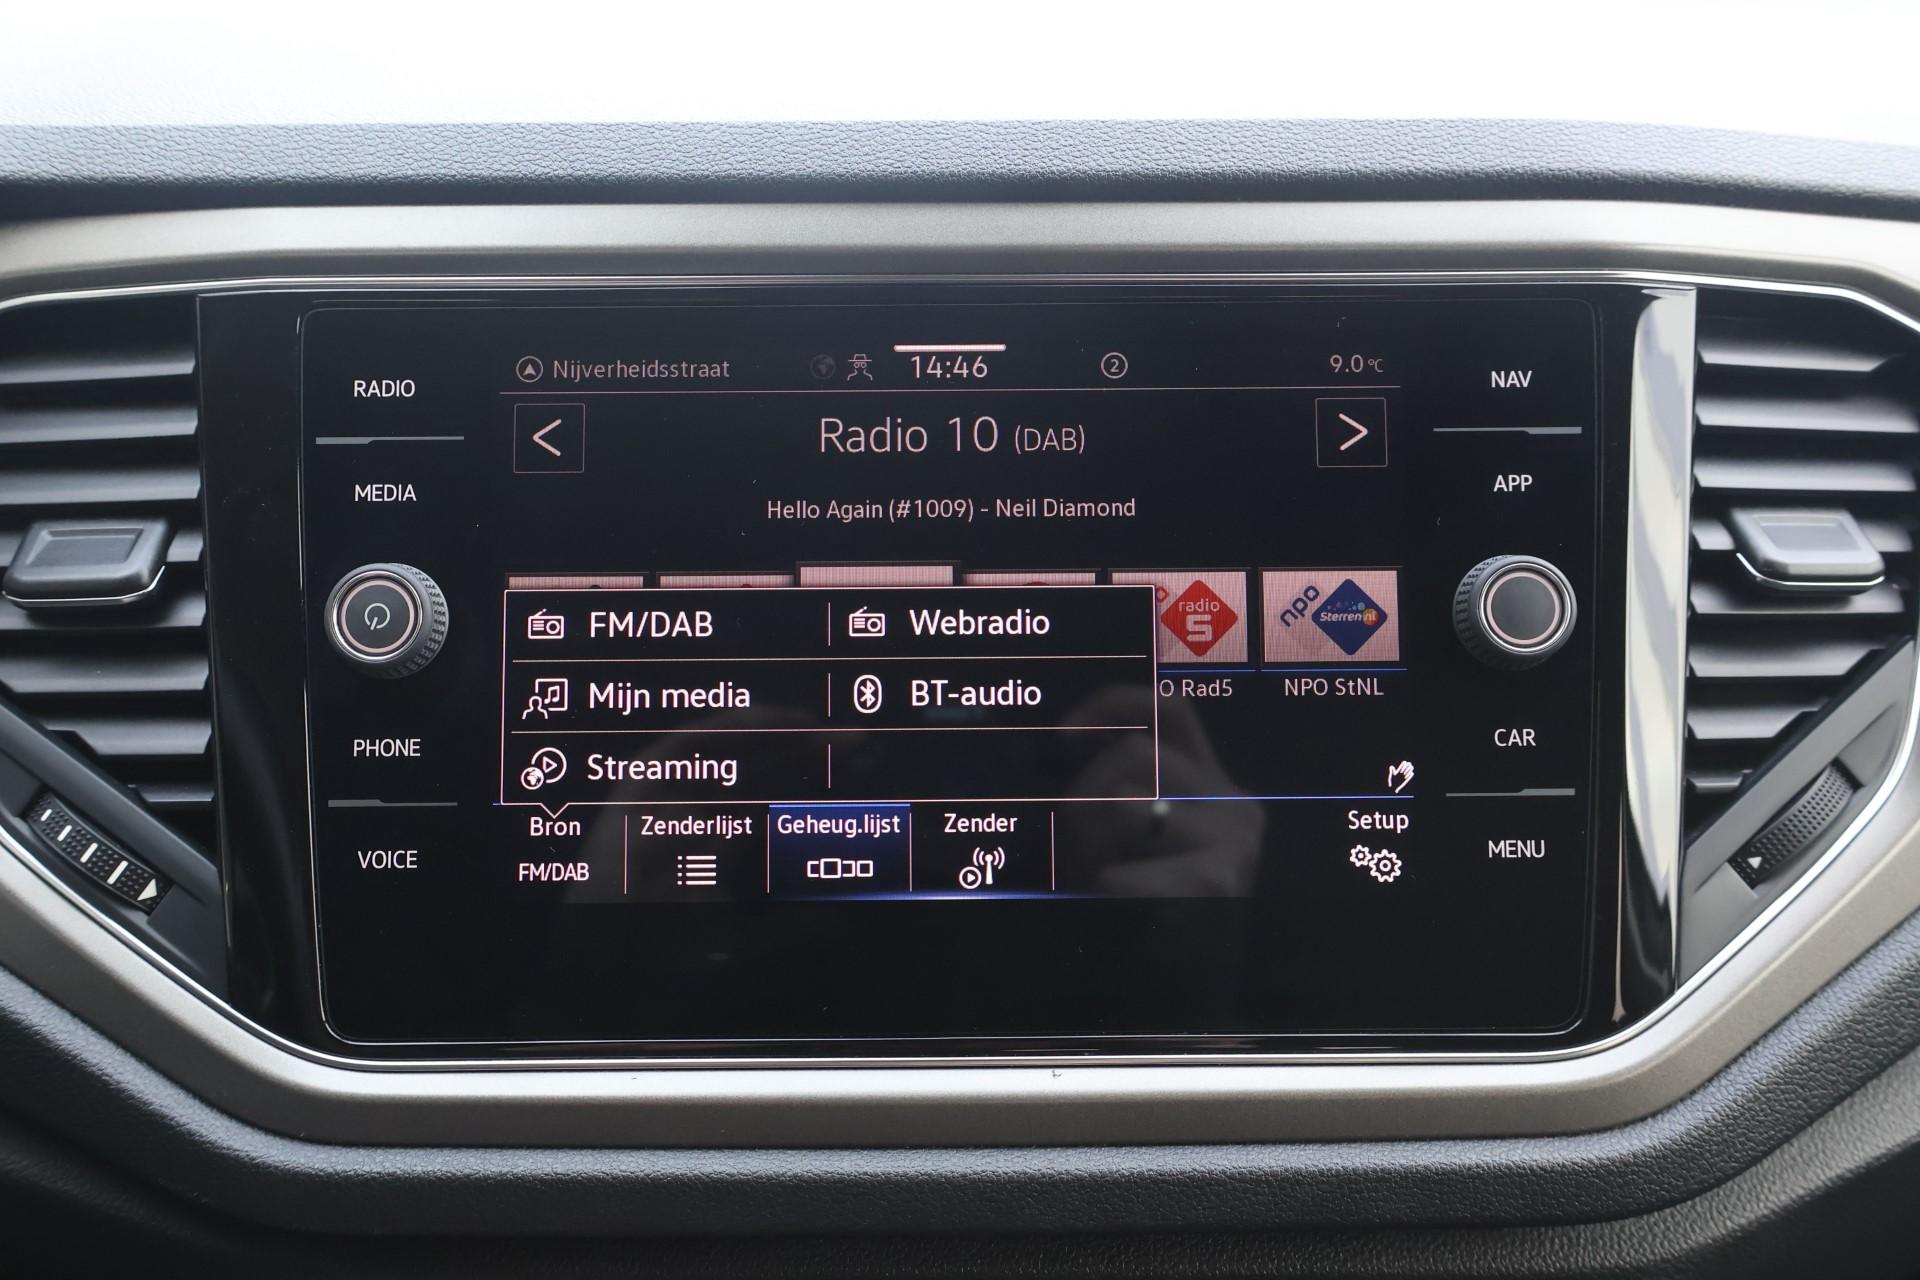 RADIO
MEDIA
PHONE
VOICE
Nijverheidsstraat
14:46
2
9.0 °C
<
Radio 10 (DAB)
>
Hello Again (#1009) - Neil Diamond
FM/DAB
Webradio
Mijn media
BT-audio
Streaming
radio
5
O Rad5
npo
Sterren nl
NPO StNL
Bron
FM/DAB
Zenderlijst
Geheug.lijst
Zender
Setup
NAV
APP
CAR
MENU